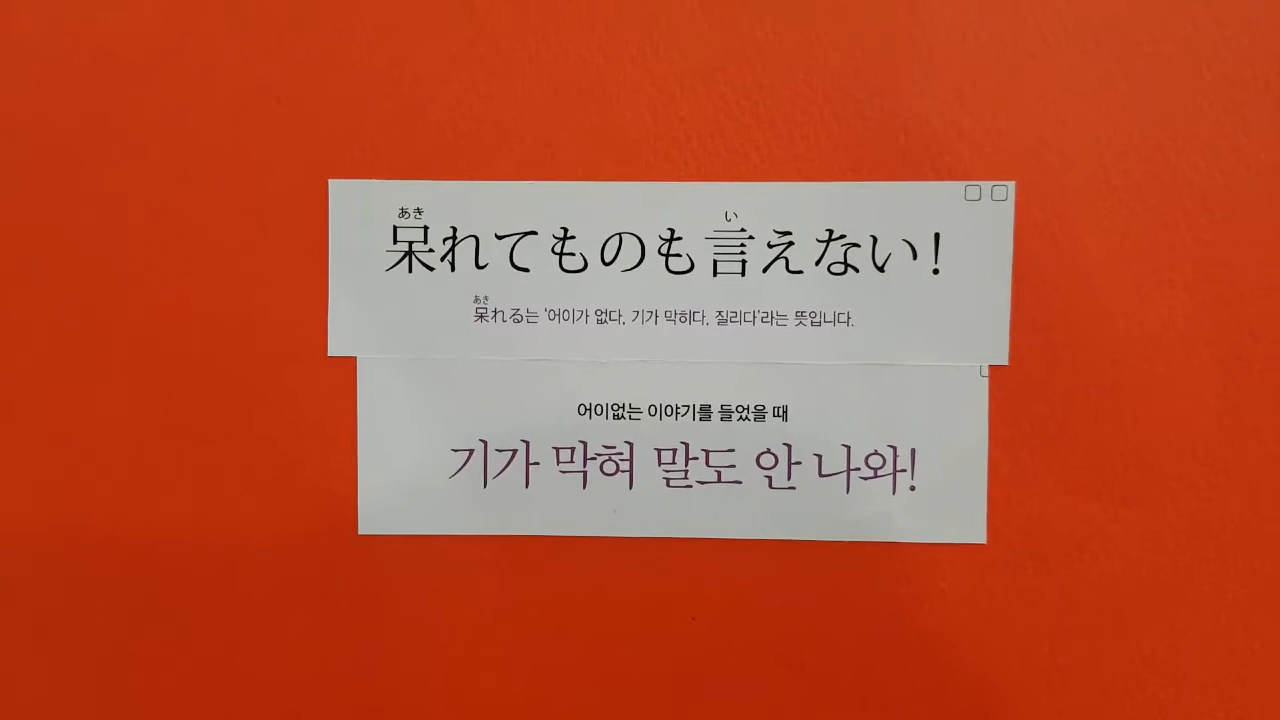 あき い
呆れてものも言えない!
あき
呆れる는 '어이가 없다, 기가 막히다, 질리다'라는 뜻입니다.
어이없는 이야기를 들었을 때
기가 막혀 말도 안 나와!